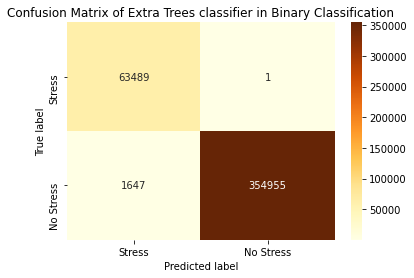 Confusion Matrix of Extra Trees classifier in Binary Classification
Stress
No Stress
True label
63489
1
1647
354955
Stress
No Stress
Predicted label
350000
300000
250000
200000
150000
100000
50000